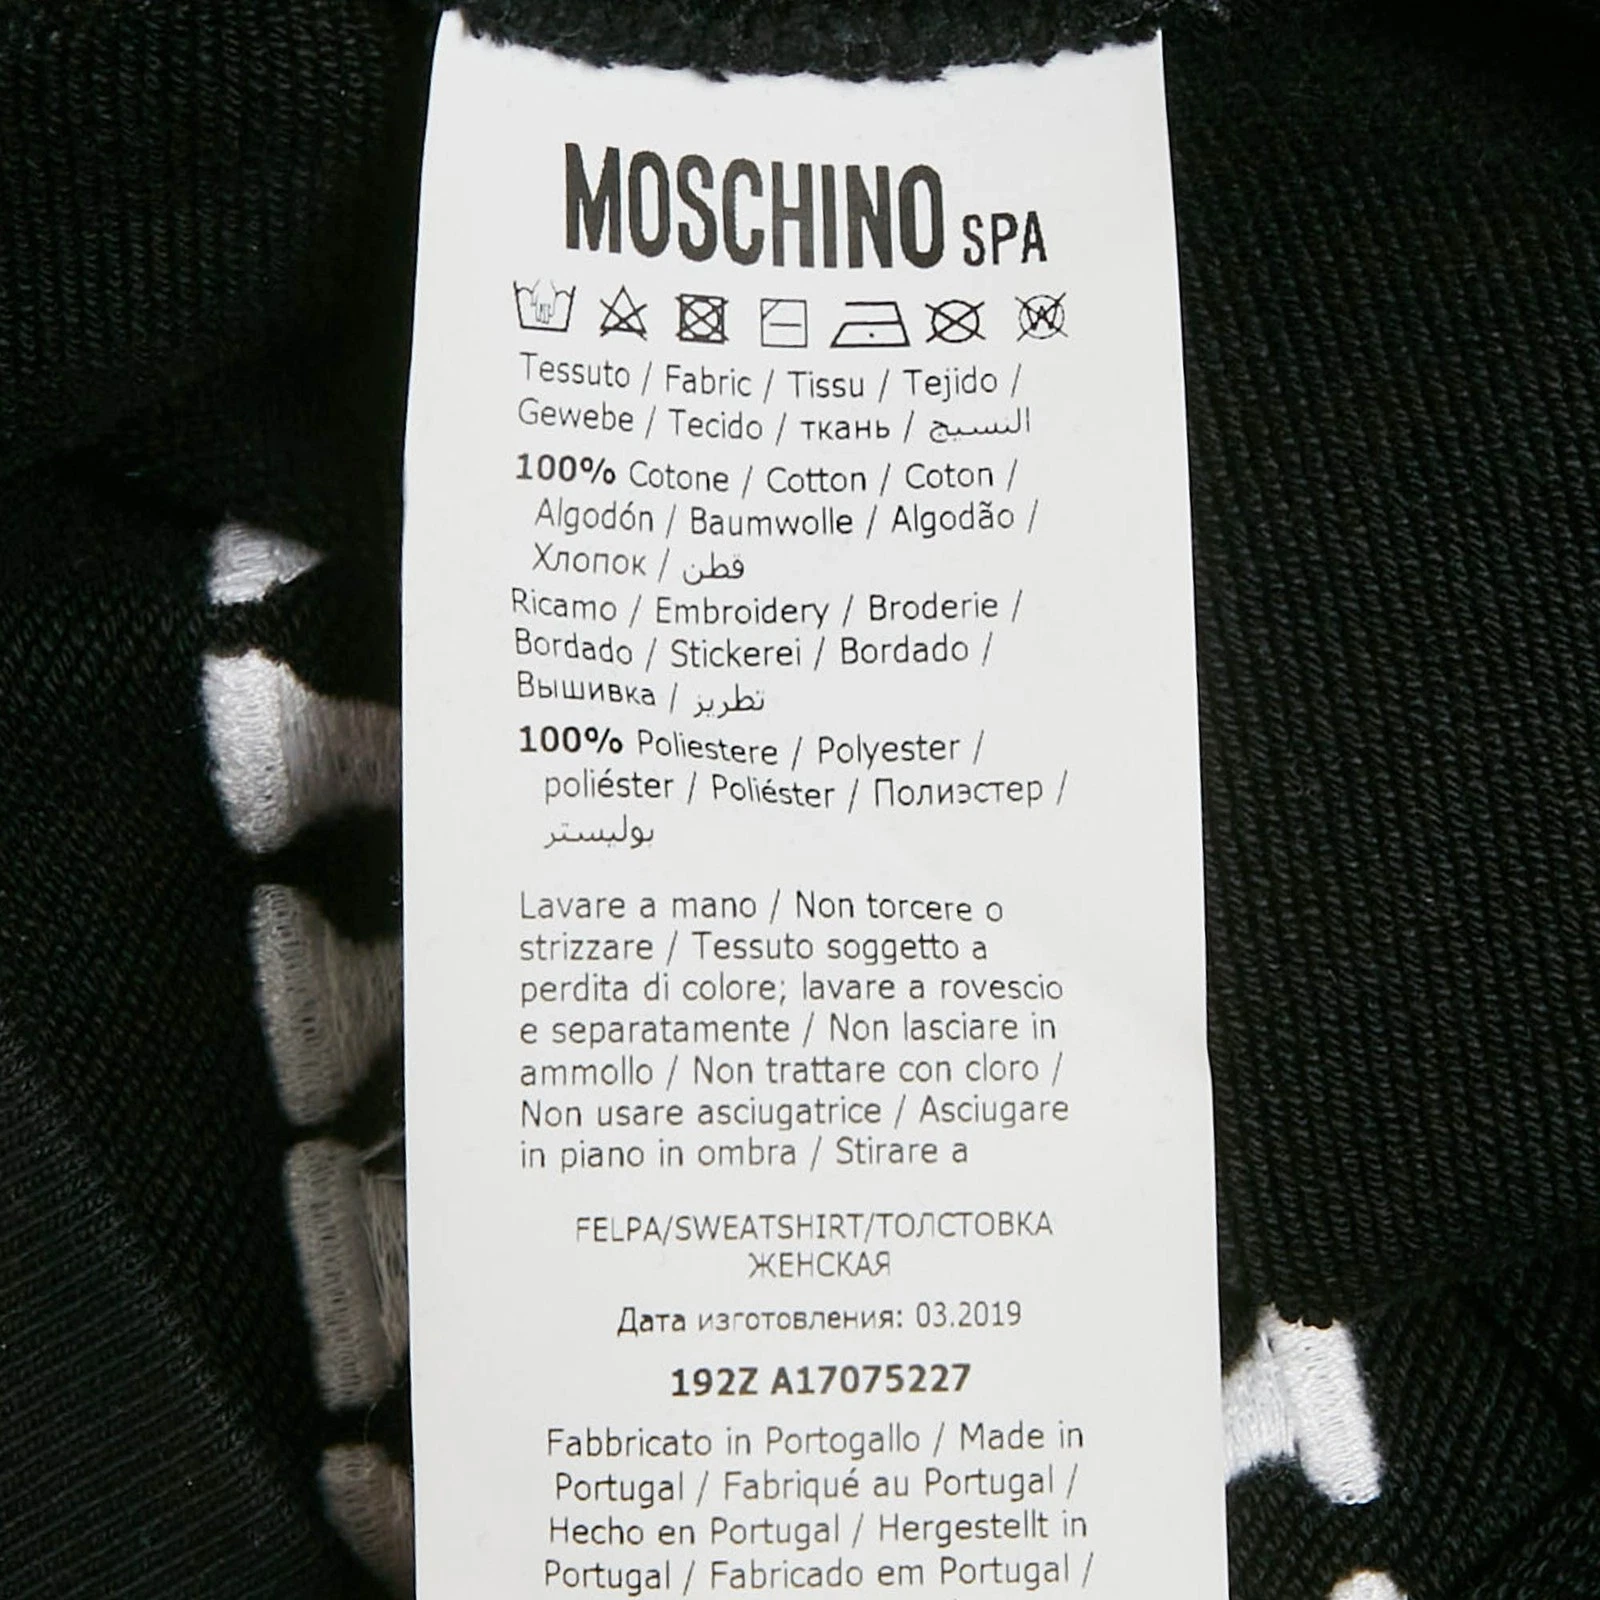 MOSCHINO SPA
Tessuto / Fabric / Tissu / Tejido /
Gewebe / Tecido / ткань / النسيج
100% Cotone / Cotton / Coton /
Algodón / Baumwolle / Algodão /
Хлопок / قطن
Ricamo / Embroidery / Broderie /
Bordado / Stickerei / Bordado /
Вышивка / تطريز
100% Poliestere / Polyester /
poliéster / Poliéster / Полиэстер /
بوليستر
Lavare a mano / Non torcere o
strizzare / Tessuto soggetto a
perdita di colore; lavare a rovescio
e separatamente / Non lasciare in
ammollo / Non trattare con cloro /
Non usare asciugatrice / Asciugare
in piano in ombra / Stirare a
FELPA/SWEATSHIRT/ТОЛСТОВКА
ЖЕНСКАЯ
Дата изготовления: 03.2019
192Z A17075227
Fabbricato in Portogallo / Made in
Portugal / Fabriqué au Portugal /
Hecho en Portugal / Hergestellt in
Portugal / Fabricado em Portugal /